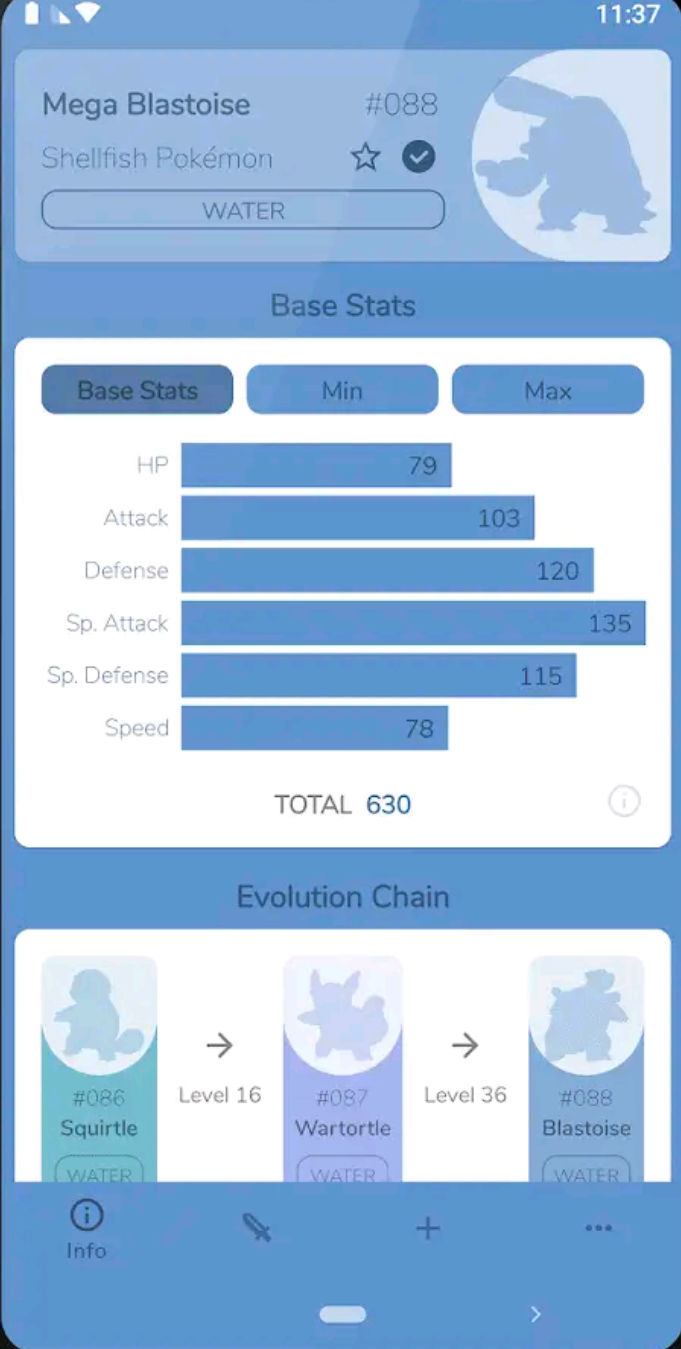 11:37
Mega Blastoise #088
Shellfish Pokémon
WATER
Base Stats
Base Stats Min Max
HP 79
Attack 103
Defense 120
Sp. Attack 135
Sp. Defense 115
Speed 78
TOTAL 630
Evolution Chain
#086 Level 16 #087 Level 36 #088
Squirtle Wartortle Blastoise
WATER WATER WATER
Info